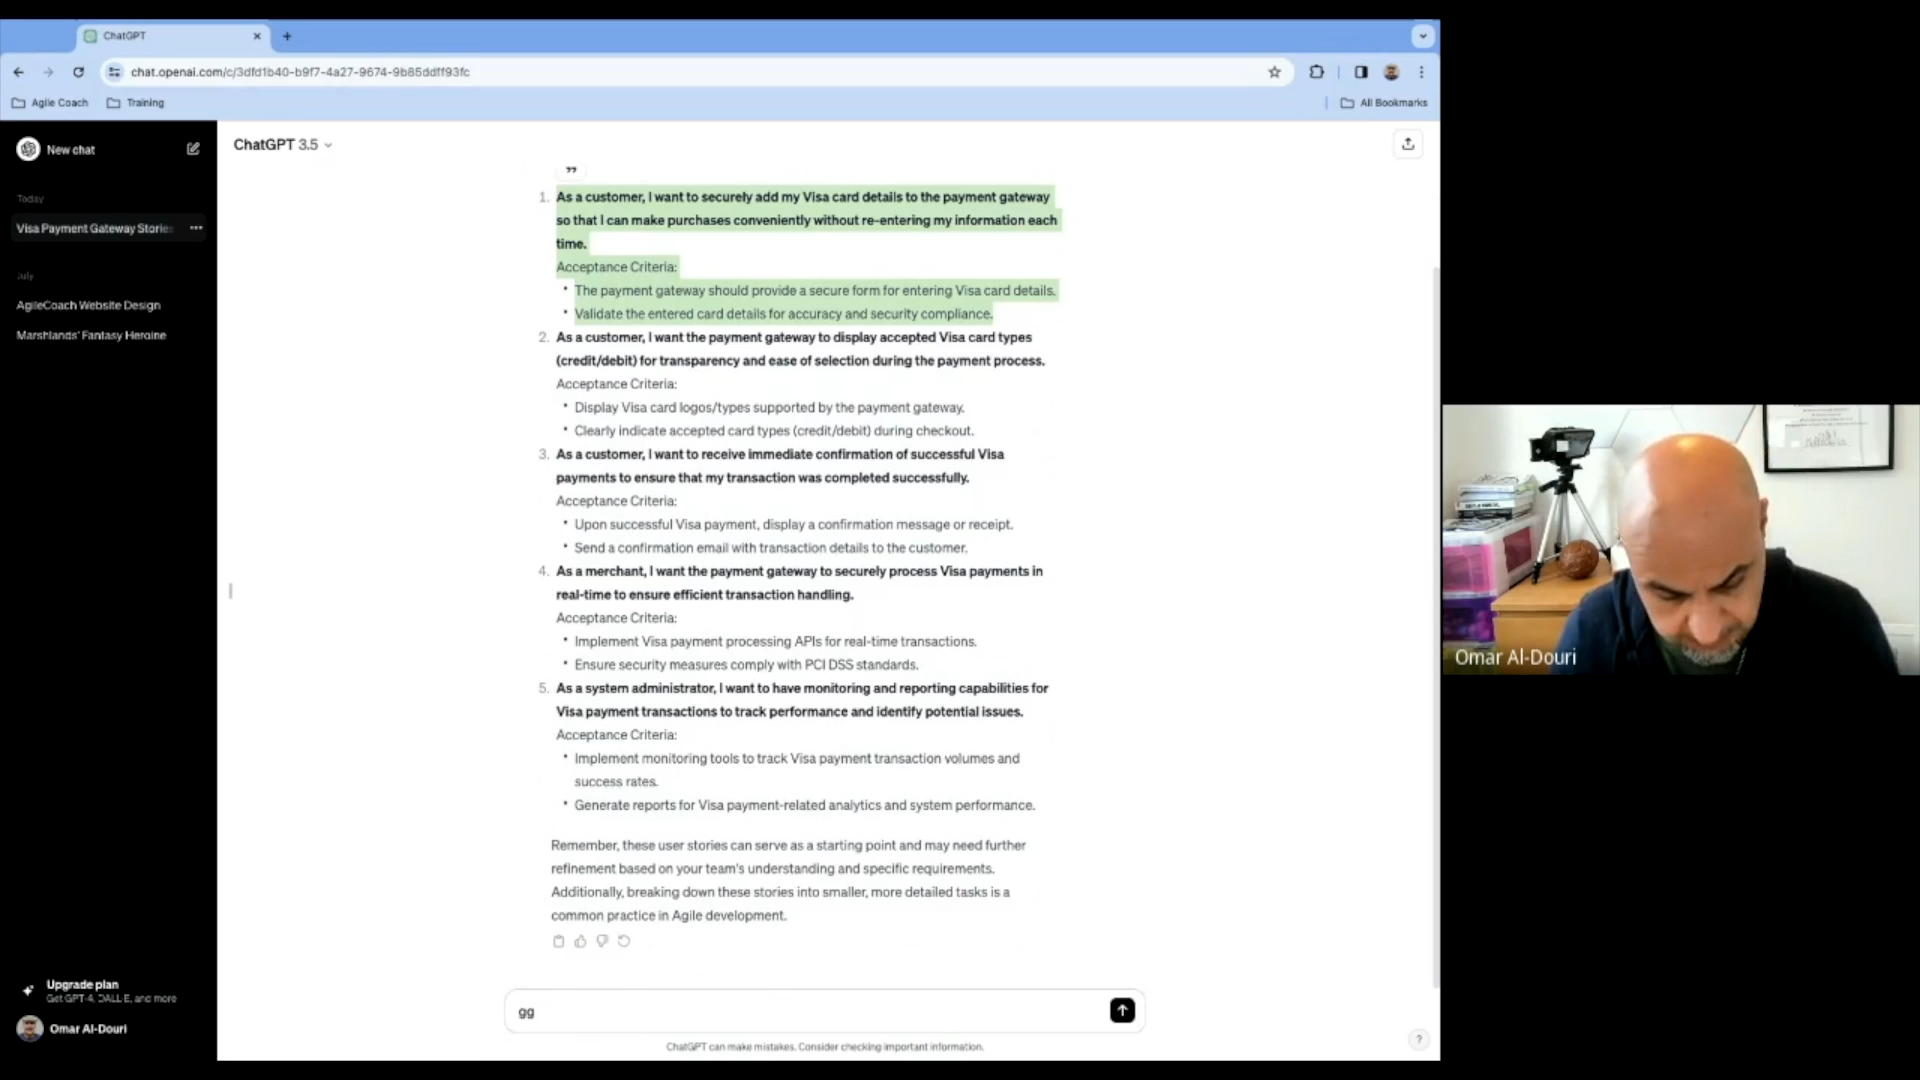 ChatGPT
chat.openai.com/c/3dfd1b40-b9f7-4a27-9674-9b85ddff93fc
Agile Coach
Training
All Bookmarks
New chat
Today
Visa Payment Gateway Storie
July
AgileCoach Website Design
Marshlands' Fantasy Heroine
Upgrade plan
Get GPT-4, DALL·E, and more
Omar Al-Douri
ChatGPT 3.5
1. As a customer, I want to securely add my Visa card details to the payment gateway
so that I can make purchases conveniently without re-entering my information each
time.
Acceptance Criteria:
• The payment gateway should provide a secure form for entering Visa card details.
• Validate the entered card details for accuracy and security compliance.
2. As a customer, I want the payment gateway to display accepted Visa card types
(credit/debit) for transparency and ease of selection during the payment process.
Acceptance Criteria:
• Display Visa card logos/types supported by the payment gateway.
• Clearly indicate accepted card types (credit/debit) during checkout.
3. As a customer, I want to receive immediate confirmation of successful Visa
payments to ensure that my transaction was completed successfully.
Acceptance Criteria:
• Upon successful Visa payment, display a confirmation message or receipt.
• Send a confirmation email with transaction details to the customer.
4. As a merchant, I want the payment gateway to securely process Visa payments in
real-time to ensure efficient transaction handling.
Acceptance Criteria:
• Implement Visa payment processing APIs for real-time transactions.
• Ensure security measures comply with PCI DSS standards.
5. As a system administrator, I want to have monitoring and reporting capabilities for
Visa payment transactions to track performance and identify potential issues.
Acceptance Criteria:
• Implement monitoring tools to track Visa payment transaction volumes and
success rates.
• Generate reports for Visa payment-related analytics and system performance.
Remember, these user stories can serve as a starting point and may need further
refinement based on your team's understanding and specific requirements.
Additionally, breaking down these stories into smaller, more detailed tasks is a
common practice in Agile development.
gg
ChatGPT can make mistakes. Consider checking important information.
?
Omar Al-Douri